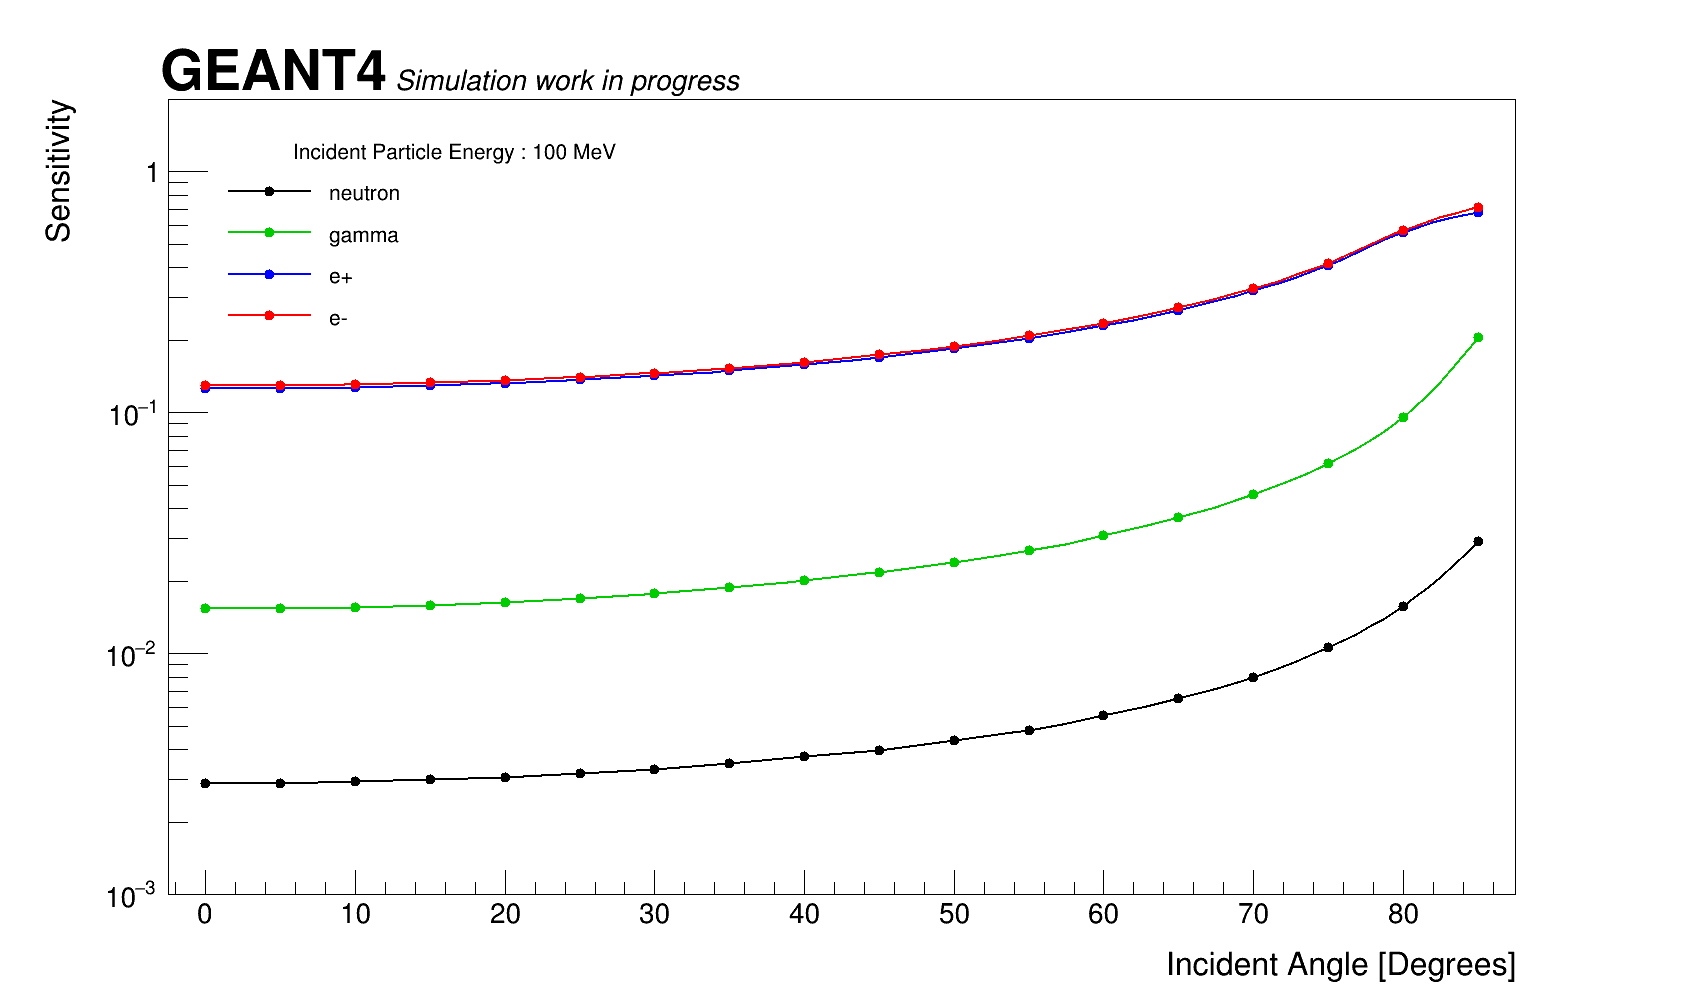 GEANT4 Simulation work in progress
Sensitivity
Incident Particle Energy : 100 MeV
neutron
gamma
e+
e-
1
10⁻¹
10⁻²
10⁻³
0 10 20 30 40 50 60 70 80
Incident Angle [Degrees]